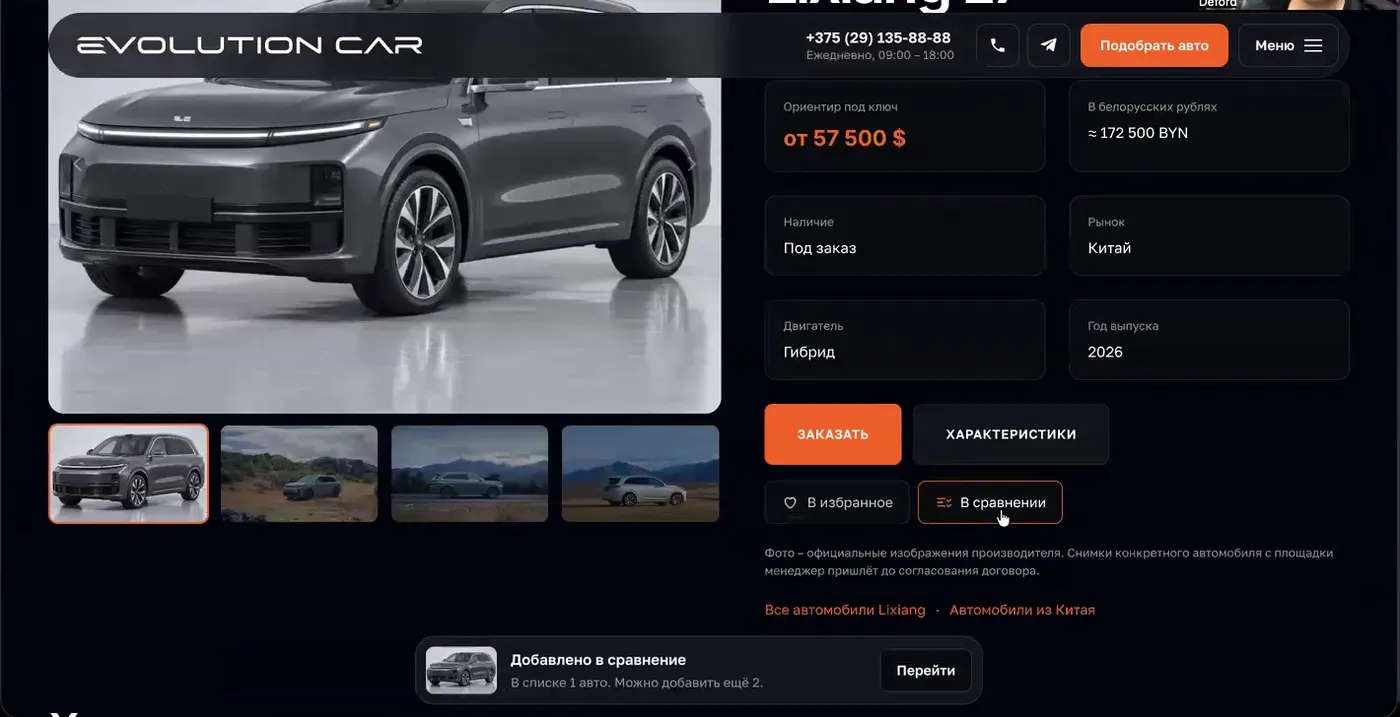 Deford
EVOLUTION CAR
+375 (29) 135-88-88
Ежедневно, 09:00 – 18:00
Подобрать авто
Меню
Ориентир под ключ
от 57 500 $
В белорусских рублях
≈ 172 500 BYN
Наличие
Под заказ
Рынок
Китай
Двигатель
Гибрид
Год выпуска
2026
ЗАКАЗАТЬ
ХАРАКТЕРИСТИКИ
В избранное
В сравнении
Фото – официальные изображения производителя. Снимки конкретного автомобиля с площадки
менеджер пришлёт до согласования договора.
Все автомобили Lixiang · Автомобили из Китая
Добавлено в сравнение
В списке 1 авто. Можно добавить ещё 2.
Перейти